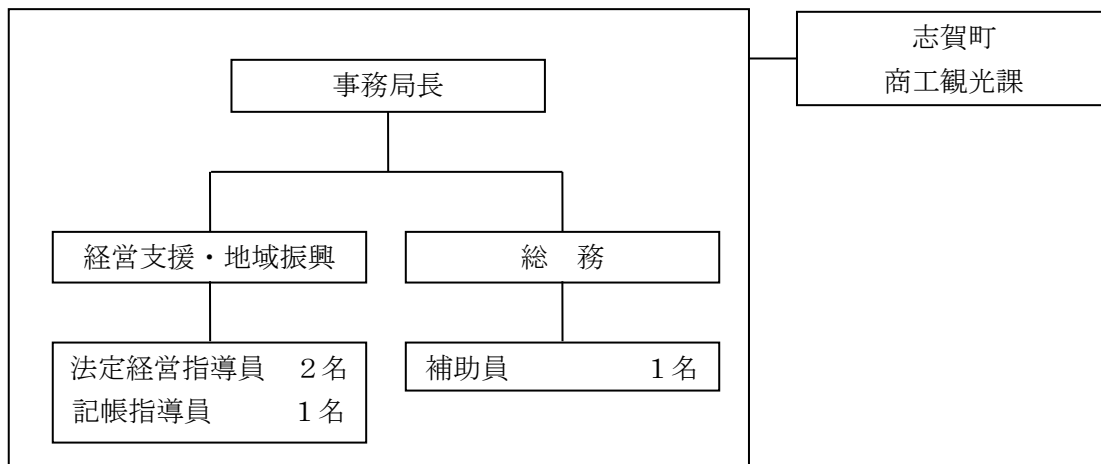 志賀町
商工観光課
事務局長
経営支援・地域振興
総　務
法定経営指導員　２名
記帳指導員　　　１名
補助員　　　　　１名